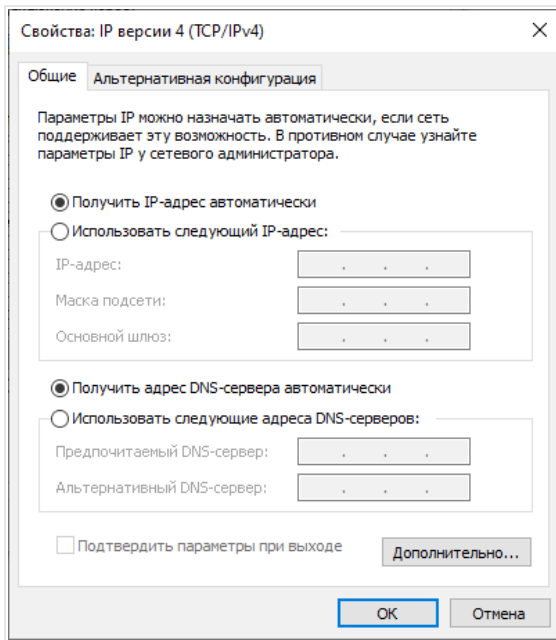 Свойства: IP версии 4 (TCP/IPv4)
Общие
Альтернативная конфигурация
Параметры IP можно назначать автоматически, если сеть
поддерживает эту возможность. В противном случае узнайте
параметры IP у сетевого администратора.
Получить IP-адрес автоматически
Использовать следующий IP-адрес:
IP-адрес:
Маска подсети:
Основной шлюз:
Получить адрес DNS-сервера автоматически
Использовать следующие адреса DNS-серверов:
Предпочитаемый DNS-сервер:
Альтернативный DNS-сервер:
Подтвердить параметры при выходе
Дополнительно...
ОК
Отмена